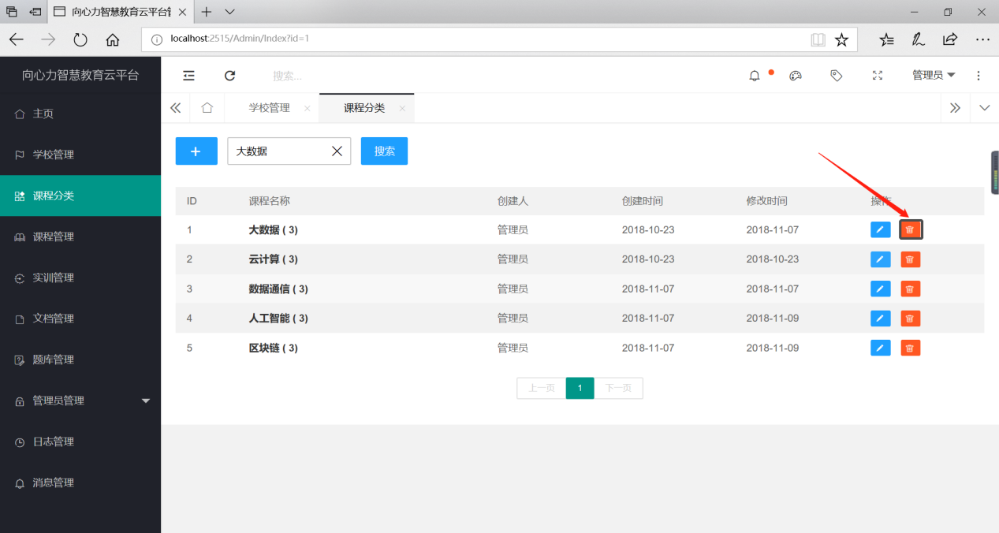 向心力智慧教育云平台管
localhost:2515/Admin/Index?id=1
向心力智慧教育云平台
搜索...
管理员
主页
学校管理
课程分类
课程管理
实训管理
文档管理
题库管理
管理员管理
日志管理
消息管理
学校管理
课程分类
+
大数据
搜索
ID 课程名称 创建人 创建时间 修改时间 操作
1 大数据 ( 3) 管理员 2018-10-23 2018-11-07
2 云计算 ( 3) 管理员 2018-10-23 2018-10-23
3 数据通信 ( 3) 管理员 2018-11-07 2018-11-07
4 人工智能 ( 3) 管理员 2018-11-07 2018-11-09
5 区块链 ( 3) 管理员 2018-11-07 2018-11-09
上一页 1 下一页